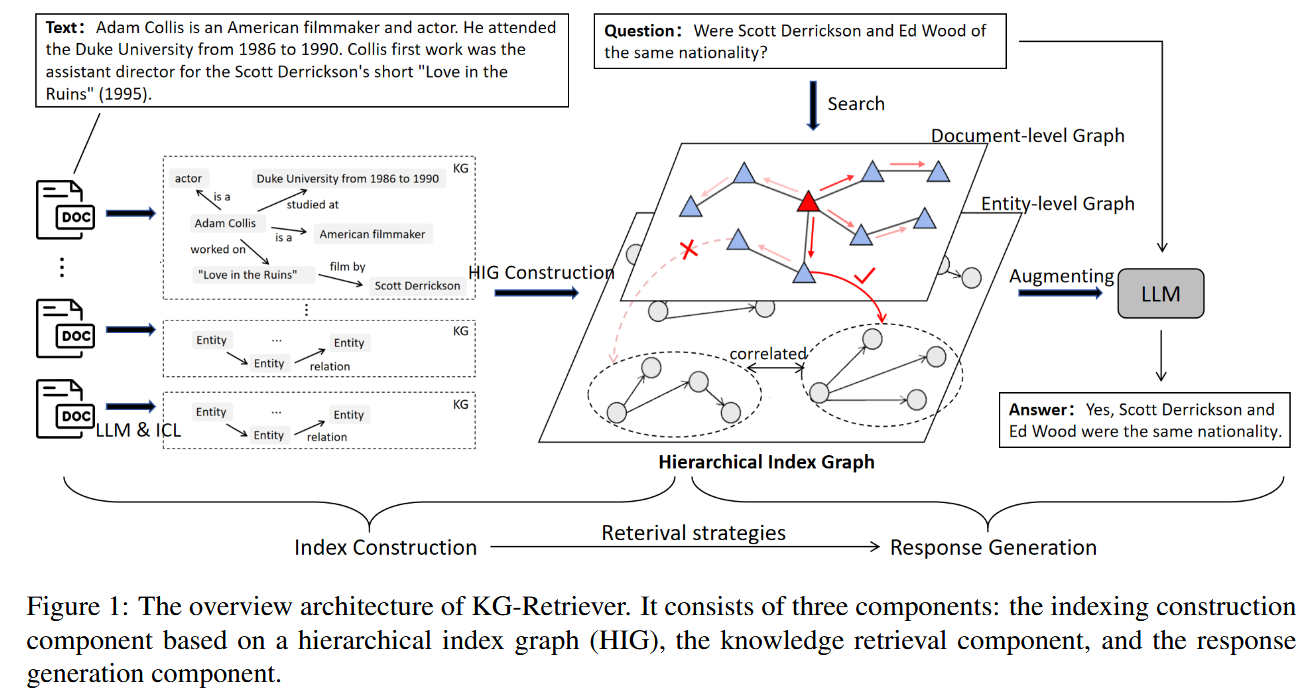 Text: Adam Collis is an American filmmaker and actor. He attended
the Duke University from 1986 to 1990. Collis first work was the
assistant director for the Scott Derrickson's short "Love in the
Ruins" (1995).
Question: Were Scott Derrickson and Ed Wood of
the same nationality?
Search
Document-level Graph
Entity-level Graph
DOC
KG
actor
Duke University from 1986 to 1990
is a
studied at
Adam Collis
is a
American filmmaker
worked on
"Love in the Ruins"
film by
Scott Derrickson
HIG Construction
Augmenting
LLM
DOC
KG
Entity
...
Entity
Entity
relation
correlated
DOC
LLM & ICL
KG
Entity
...
Entity
Entity
relation
Answer: Yes, Scott Derrickson and
Ed Wood were the same nationality.
Hierarchical Index Graph
Index Construction
Reterival strategies
Response Generation
Figure 1: The overview architecture of KG-Retriever. It consists of three components: the indexing construction
component based on a hierarchical index graph (HIG), the knowledge retrieval component, and the response
generation component.